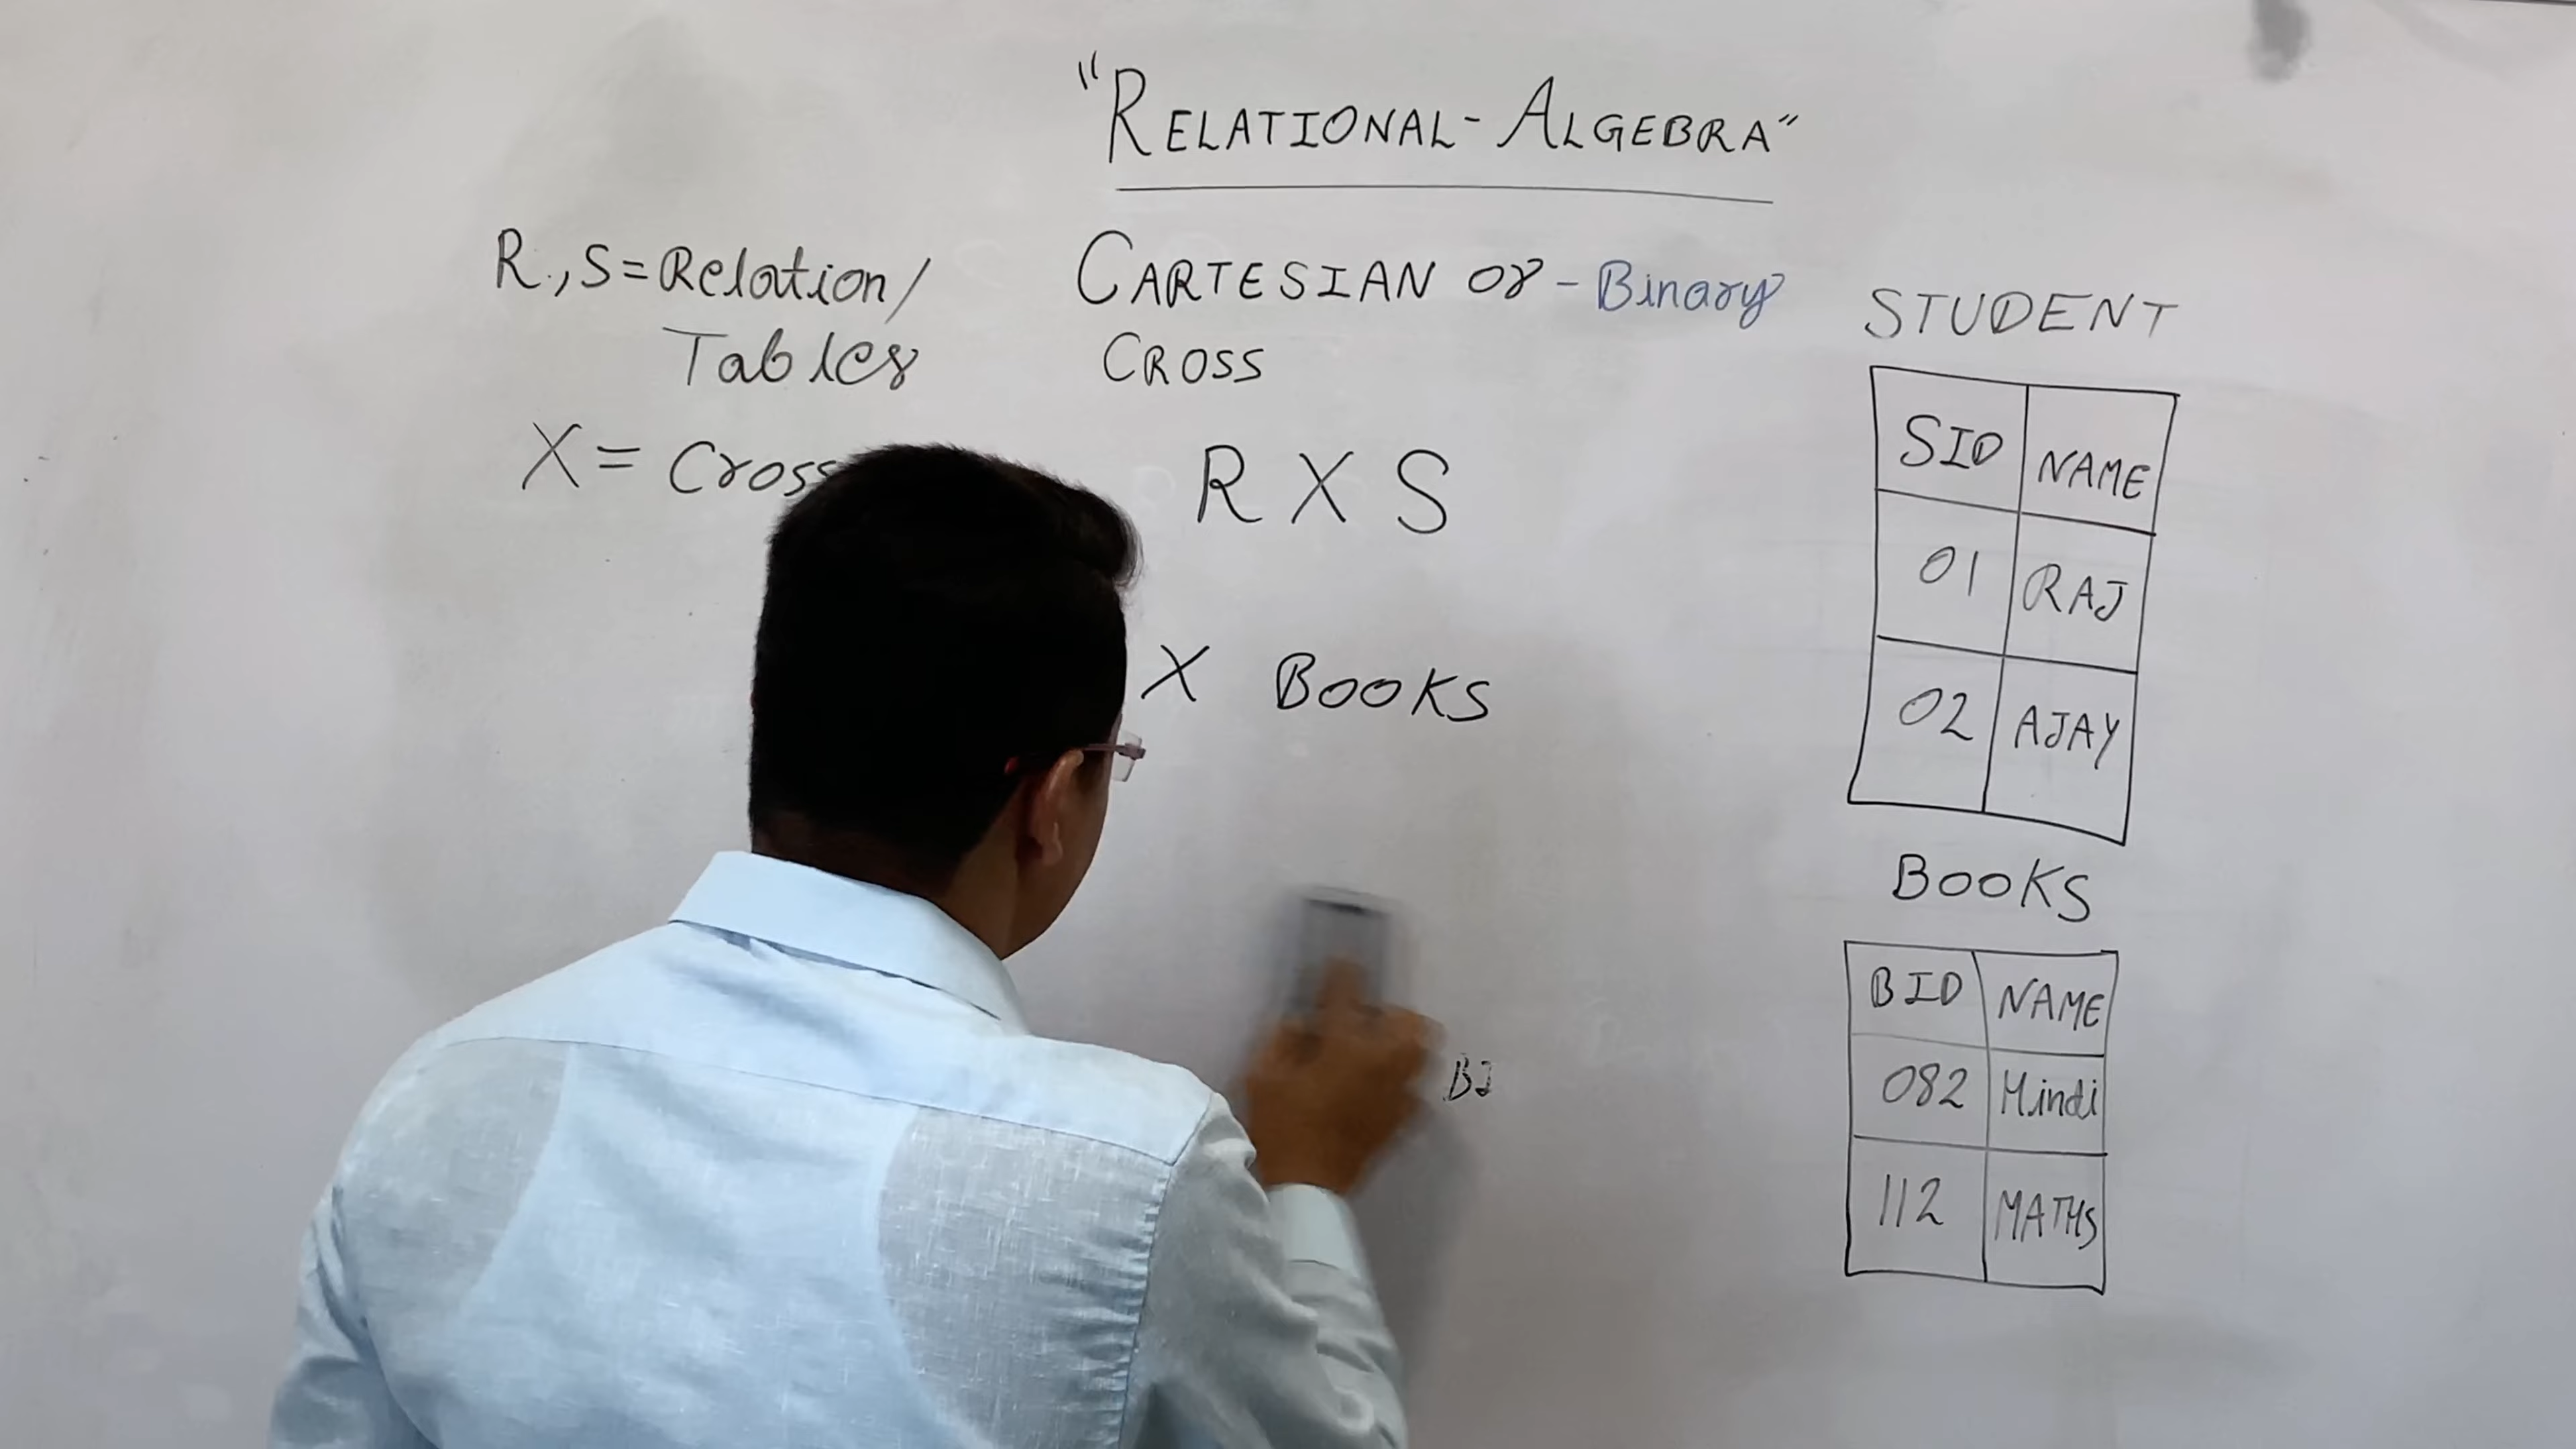 "RELATIONAL-ALGEBRA"
R,S=Relation/
Tables
X= Cross
CARTESIAN or - Binary
CROSS
R X S
X BOOKS
STUDENT
SID NAME
01 RAJ
02 AJAY
BOOKS
BID NAME
082 Hindi
112 MATHS